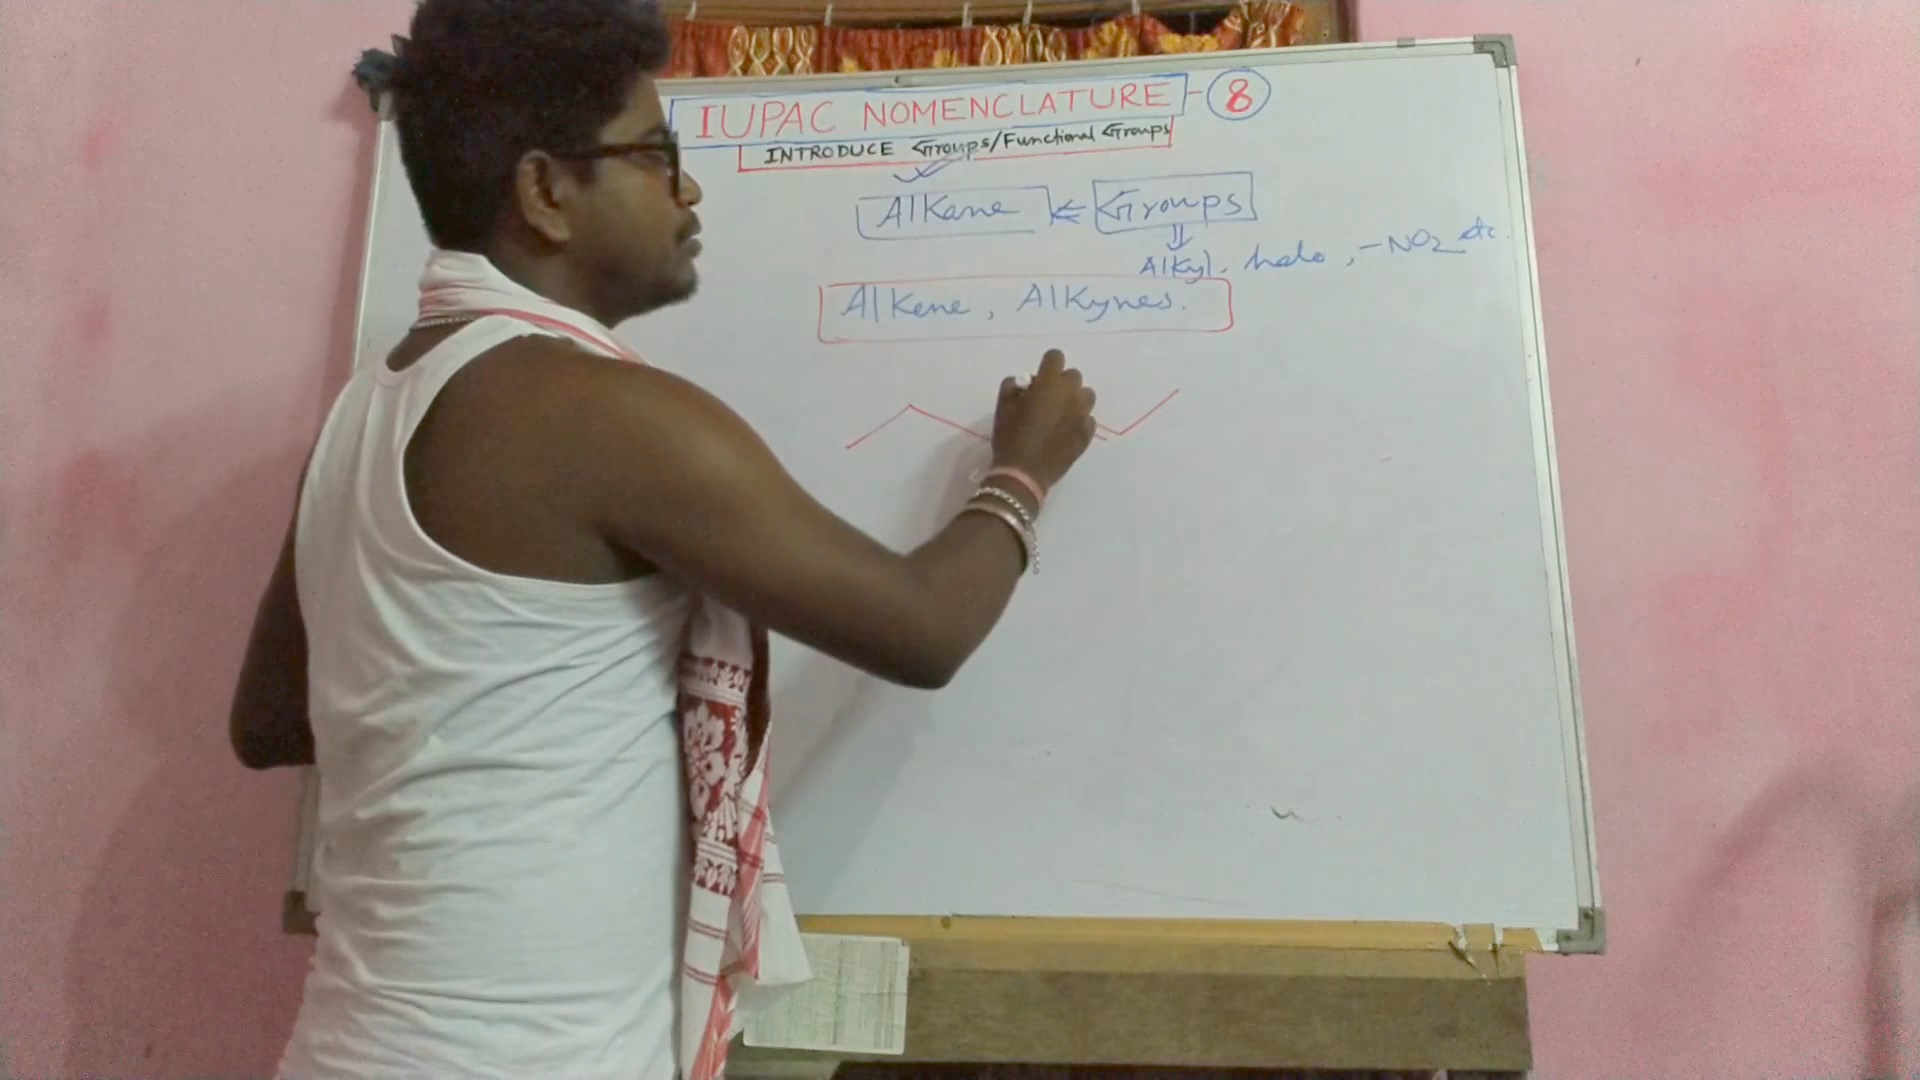 IUPAC NOMENCLATURE - 8
INTRODUCE Groups/Functional Groups
Alkane ⇐ Groups
⇓
Alkyl, halo, -NO2 etc.
Alkene, Alkynes.